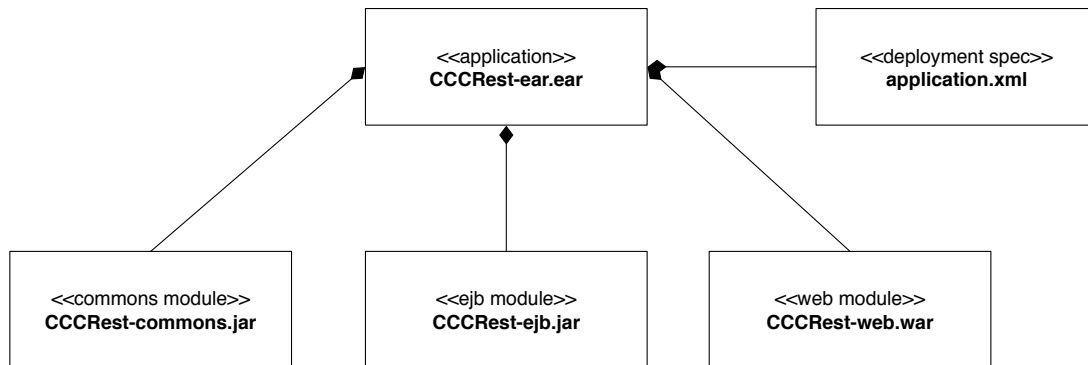 <<application>>
CCCRest-ear.ear
<<deployment spec>>
application.xml
<<commons module>>
CCCRest-commons.jar
<<ejb module>>
CCCRest-ejb.jar
<<web module>>
CCCRest-web.war